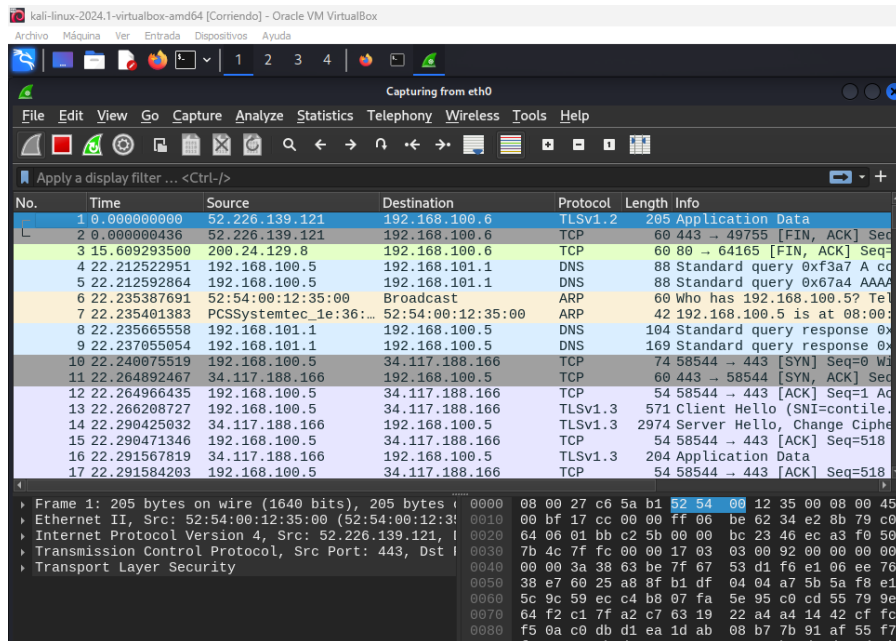 kali-linux-2024.1-virtualbox-amd64 [Corriendo] - Oracle VM VirtualBox
Archivo Máquina Ver Entrada Dispositivos Ayuda
1 2 3 4
Capturing from eth0
File Edit View Go Capture Analyze Statistics Telephony Wireless Tools Help
Apply a display filter ... <Ctrl-/>
No. Time Source Destination Protocol Length Info
1 0.000000000 52.226.139.121 192.168.100.6 TLSv1.2 205 Application Data
2 0.000000436 52.226.139.121 192.168.100.6 TCP 60 443 → 49755 [FIN, ACK] Seq
3 15.609293500 200.24.129.8 192.168.100.6 TCP 60 80 → 64165 [FIN, ACK] Seq=
4 22.212522951 192.168.100.5 192.168.101.1 DNS 88 Standard query 0xf3a7 A co
5 22.212592864 192.168.100.5 192.168.101.1 DNS 88 Standard query 0x67a4 AAAA
6 22.235387691 52:54:00:12:35:00 Broadcast ARP 60 Who has 192.168.100.5? Tel
7 22.235401383 PCSSystemtec_1e:36:… 52:54:00:12:35:00 ARP 42 192.168.100.5 is at 08:00:
8 22.235665558 192.168.101.1 192.168.100.5 DNS 104 Standard query response 0x
9 22.237055054 192.168.101.1 192.168.100.5 DNS 169 Standard query response 0x
10 22.240075519 192.168.100.5 34.117.188.166 TCP 74 58544 → 443 [SYN] Seq=0 Wi
11 22.264892467 34.117.188.166 192.168.100.5 TCP 60 443 → 58544 [SYN, ACK] Seq
12 22.264966435 192.168.100.5 34.117.188.166 TCP 54 58544 → 443 [ACK] Seq=1 Ac
13 22.266208727 192.168.100.5 34.117.188.166 TLSv1.3 571 Client Hello (SNI=contile.
14 22.290425032 34.117.188.166 192.168.100.5 TLSv1.3 2974 Server Hello, Change Ciphe
15 22.290471346 192.168.100.5 34.117.188.166 TCP 54 58544 → 443 [ACK] Seq=518
16 22.291567819 34.117.188.166 192.168.100.5 TLSv1.3 204 Application Data
17 22.291584203 192.168.100.5 34.117.188.166 TCP 54 58544 → 443 [ACK] Seq=518
Frame 1: 205 bytes on wire (1640 bits), 205 bytes
Ethernet II, Src: 52:54:00:12:35:00 (52:54:00:12:3
Internet Protocol Version 4, Src: 52.226.139.121,
Transmission Control Protocol, Src Port: 443, Dst
Transport Layer Security
0000 08 00 27 c6 5a b1 52 54 00 12 35 00 08 00 45
0010 00 bf 17 cc 00 00 ff 06 be 62 34 e2 8b 79 c0
0020 64 06 01 bb c2 5b 00 00 bc 23 46 ec a3 f0 50
0030 7b 4c 7f fc 00 00 17 03 03 00 92 00 00 00 00
0040 00 00 3a 38 63 be 7f 67 53 d1 f6 e1 06 ee 76
0050 38 e7 60 25 a8 8f b1 df 04 04 a7 5b 5a f8 e1
0060 5c 9c 59 ec c4 b8 07 fa 5e 95 c0 cd 55 79 9e
0070 64 f2 c1 7f a2 c7 63 19 22 a4 a4 14 42 cf fc
0080 f5 0a c0 db d1 ea 1d ab 08 b7 7b 91 af 55 f7